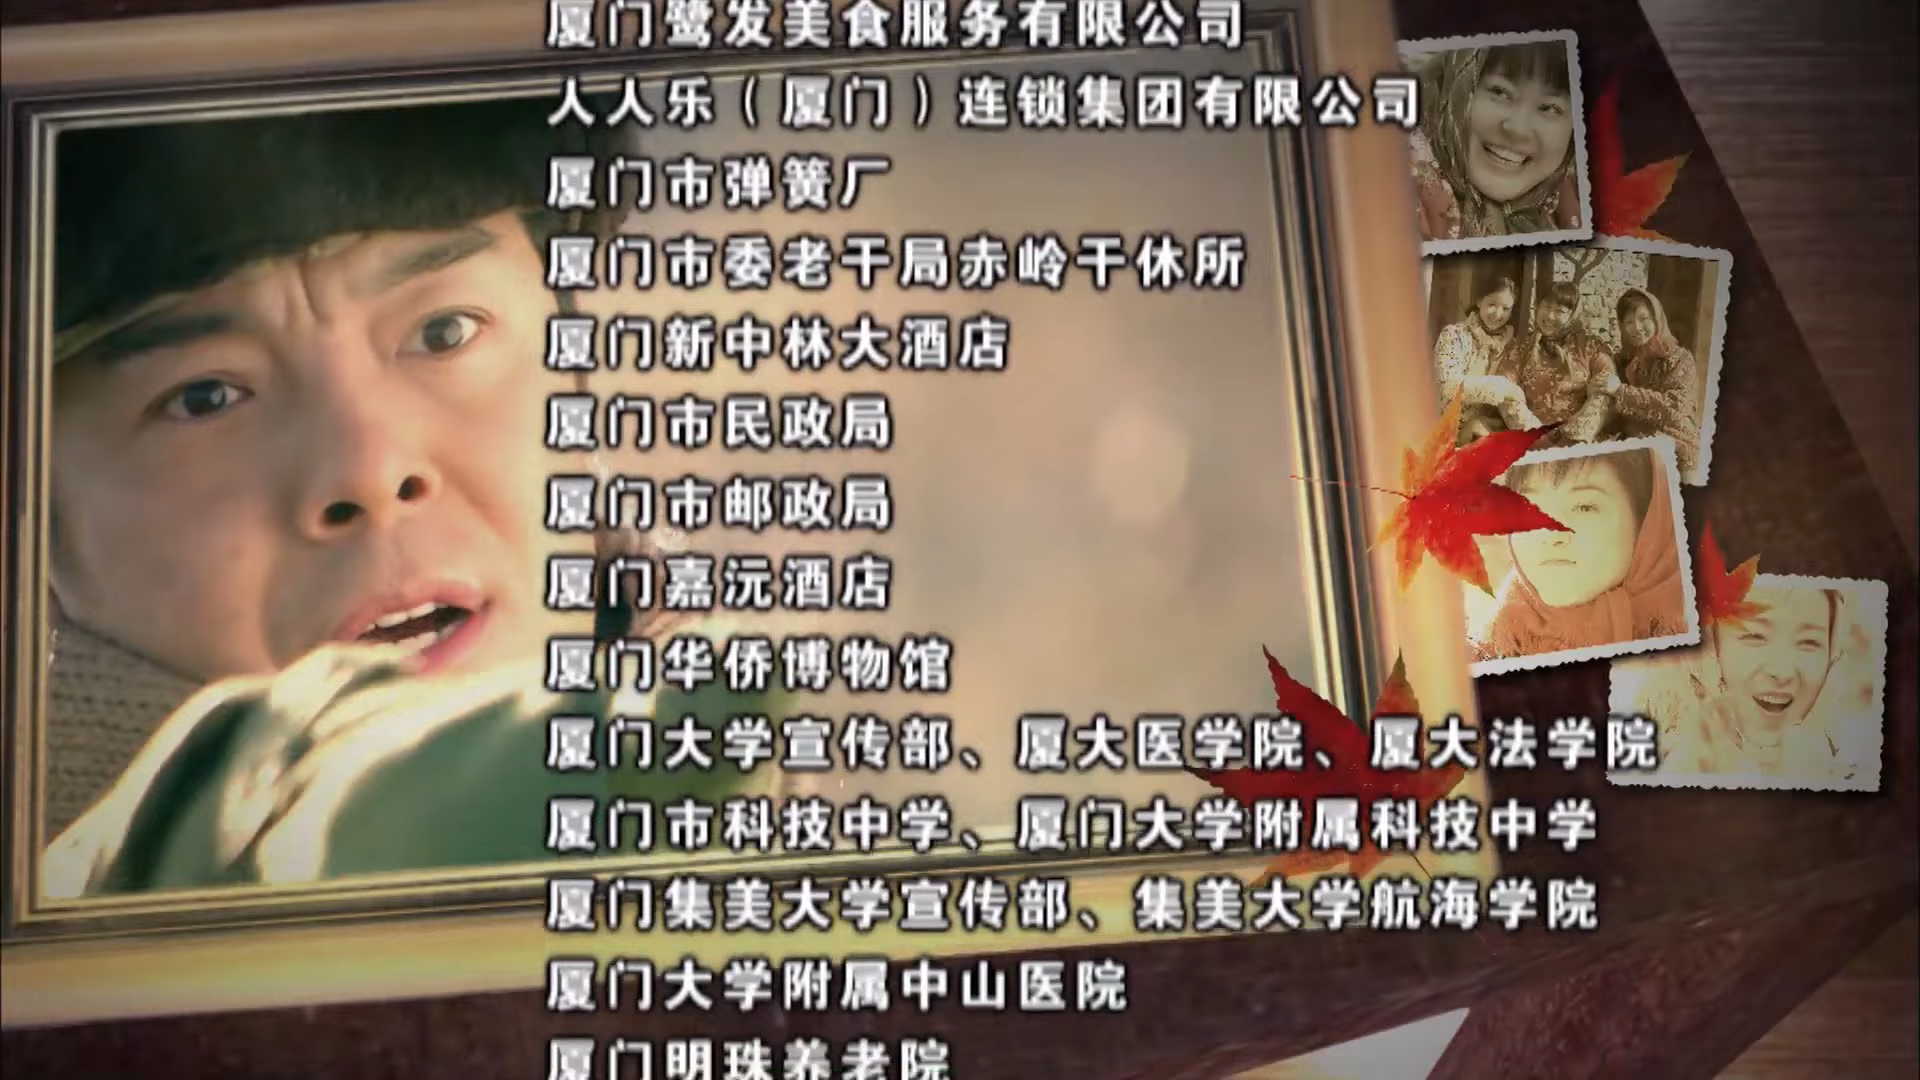 厦门鹭发美食服务有限公司
人人乐（厦门）连锁集团有限公司
厦门市弹簧厂
厦门市委老干局赤岭干休所
厦门新中林大酒店
厦门市民政局
厦门市邮政局
厦门嘉沅酒店
厦门华侨博物馆
厦门大学宣传部、厦大医学院、厦大法学院
厦门市科技中学、厦门大学附属科技中学
厦门集美大学宣传部、集美大学航海学院
厦门大学附属中山医院
厦门明珠养老院